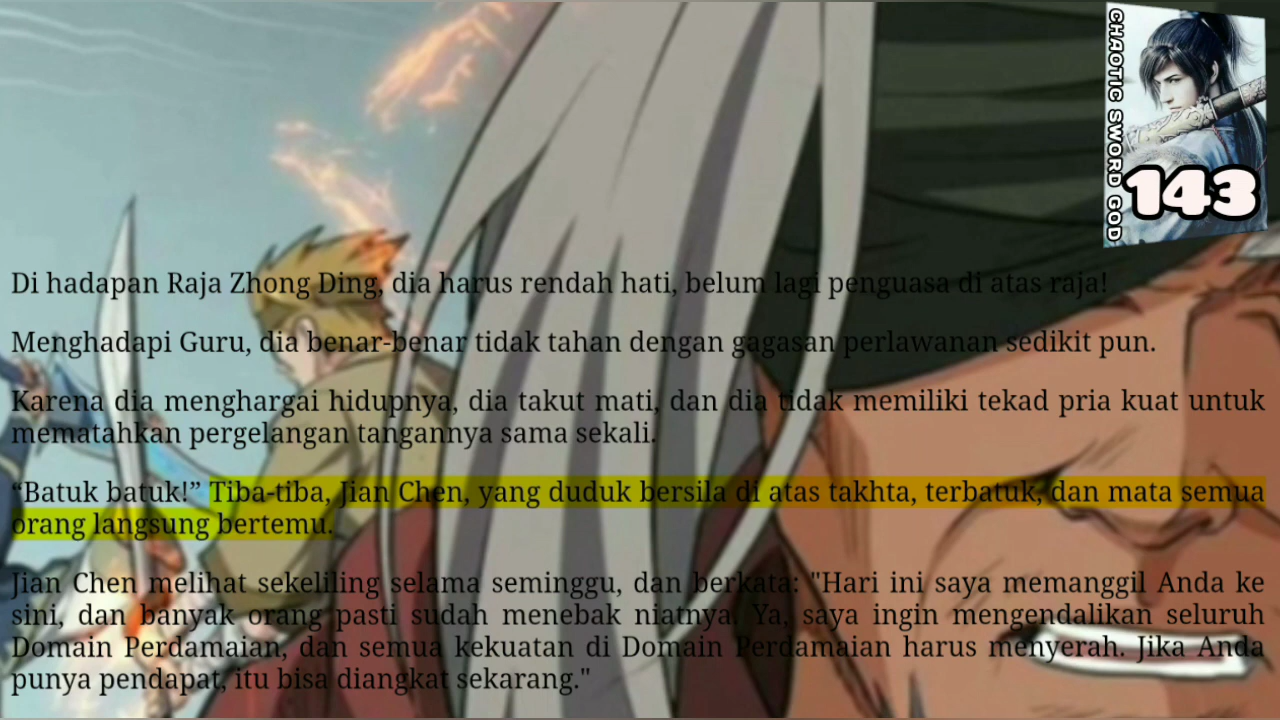 CHAOTIC SWORD GOD
143
Di hadapan Raja Zhong Ding, dia harus rendah hati, belum lagi penguasa di atas raja!
Menghadapi Guru, dia benar-benar tidak tahan dengan gagasan perlawanan sedikit pun.
Karena dia menghargai hidupnya, dia takut mati, dan dia tidak memiliki tekad pria kuat untuk
mematahkan pergelangan tangannya sama sekali.
“Batuk batuk!” Tiba-tiba, Jian Chen, yang duduk bersila di atas takhta, terbatuk, dan mata semua
orang langsung bertemu.
Jian Chen melihat sekeliling selama seminggu, dan berkata: "Hari ini saya memanggil Anda ke
sini, dan banyak orang pasti sudah menebak niatnya. Ya, saya ingin mengendalikan seluruh
Domain Perdamaian, dan semua kekuatan di Domain Perdamaian harus menyerah. Jika Anda
punya pendapat, itu bisa diangkat sekarang."